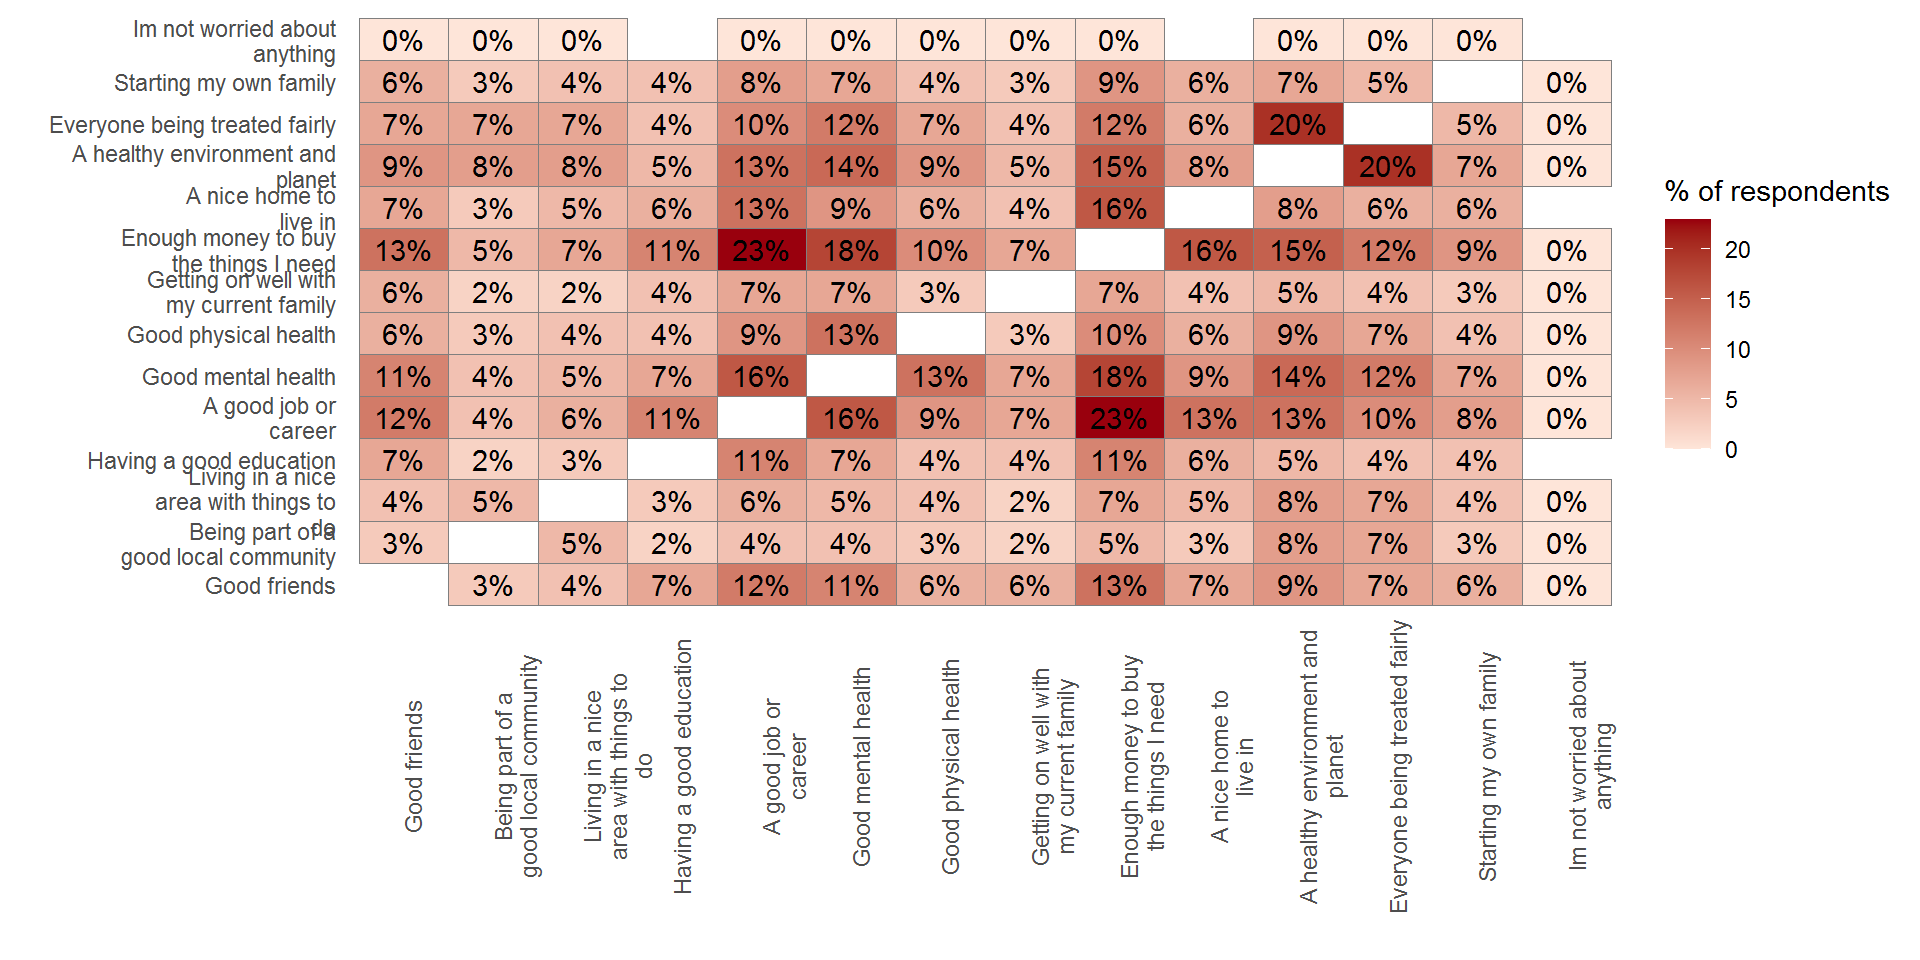 Im not worried about
anything
0% 0% 0% 0% 0% 0% 0% 0% 0% 0% 0%
Starting my own family
6% 3% 4% 4% 8% 7% 4% 3% 9% 6% 7% 5% 0%
Everyone being treated fairly
7% 7% 7% 4% 10% 12% 7% 4% 12% 6% 20% 5% 0%
A healthy environment and
planet
9% 8% 8% 5% 13% 14% 9% 5% 15% 8% 20% 7% 0%
A nice home to
live in
7% 3% 5% 6% 13% 9% 6% 4% 16% 8% 6% 6%
Enough money to buy
the things I need
13% 5% 7% 11% 23% 18% 10% 7% 16% 15% 12% 9% 0%
Getting on well with
my current family
6% 2% 2% 4% 7% 7% 3% 7% 4% 5% 4% 3% 0%
Good physical health
6% 3% 4% 4% 9% 13% 3% 10% 6% 9% 7% 4% 0%
Good mental health
11% 4% 5% 7% 16% 13% 7% 18% 9% 14% 12% 7% 0%
A good job or
career
12% 4% 6% 11% 16% 9% 7% 23% 13% 13% 10% 8% 0%
Having a good education
7% 2% 3% 11% 7% 4% 4% 11% 6% 5% 4% 4%
Living in a nice
area with things to
do
4% 5% 3% 6% 5% 4% 2% 7% 5% 8% 7% 4% 0%
Being part of a
good local community
3% 5% 2% 4% 4% 3% 2% 5% 3% 8% 7% 3% 0%
Good friends
3% 4% 7% 12% 11% 6% 6% 13% 7% 9% 7% 6% 0%
Good friends
Being part of a
good local community
Living in a nice
area with things to
do
Having a good education
A good job or
career
Good mental health
Good physical health
Getting on well with
my current family
Enough money to buy
the things I need
A nice home to
live in
A healthy environment and
planet
Everyone being treated fairly
Starting my own family
Im not worried about
anything
% of respondents
20
15
10
5
0